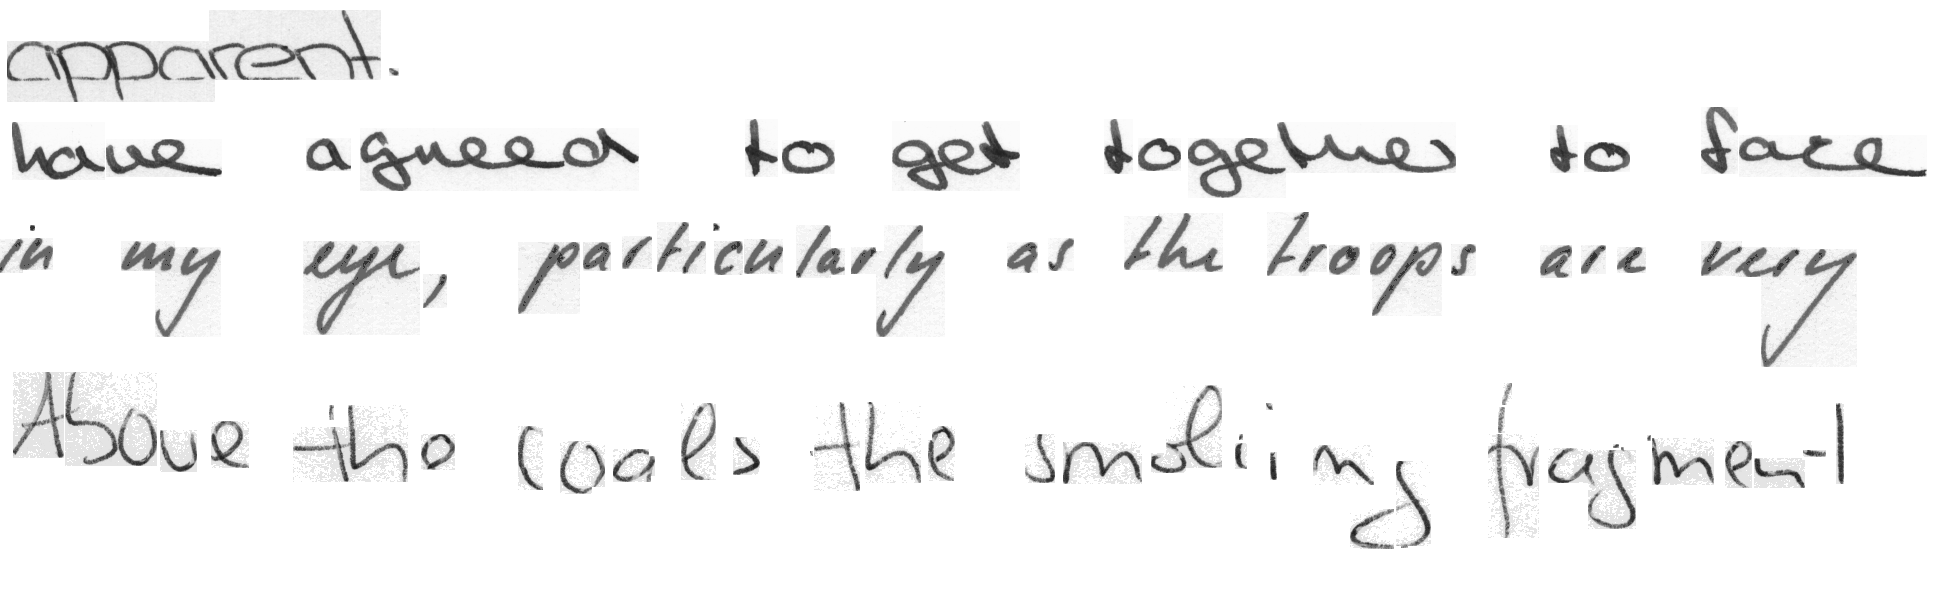 apparent.
have agreed to get together to face
in my eye, particularly as the troops are very
Above the coals the smoking fragment